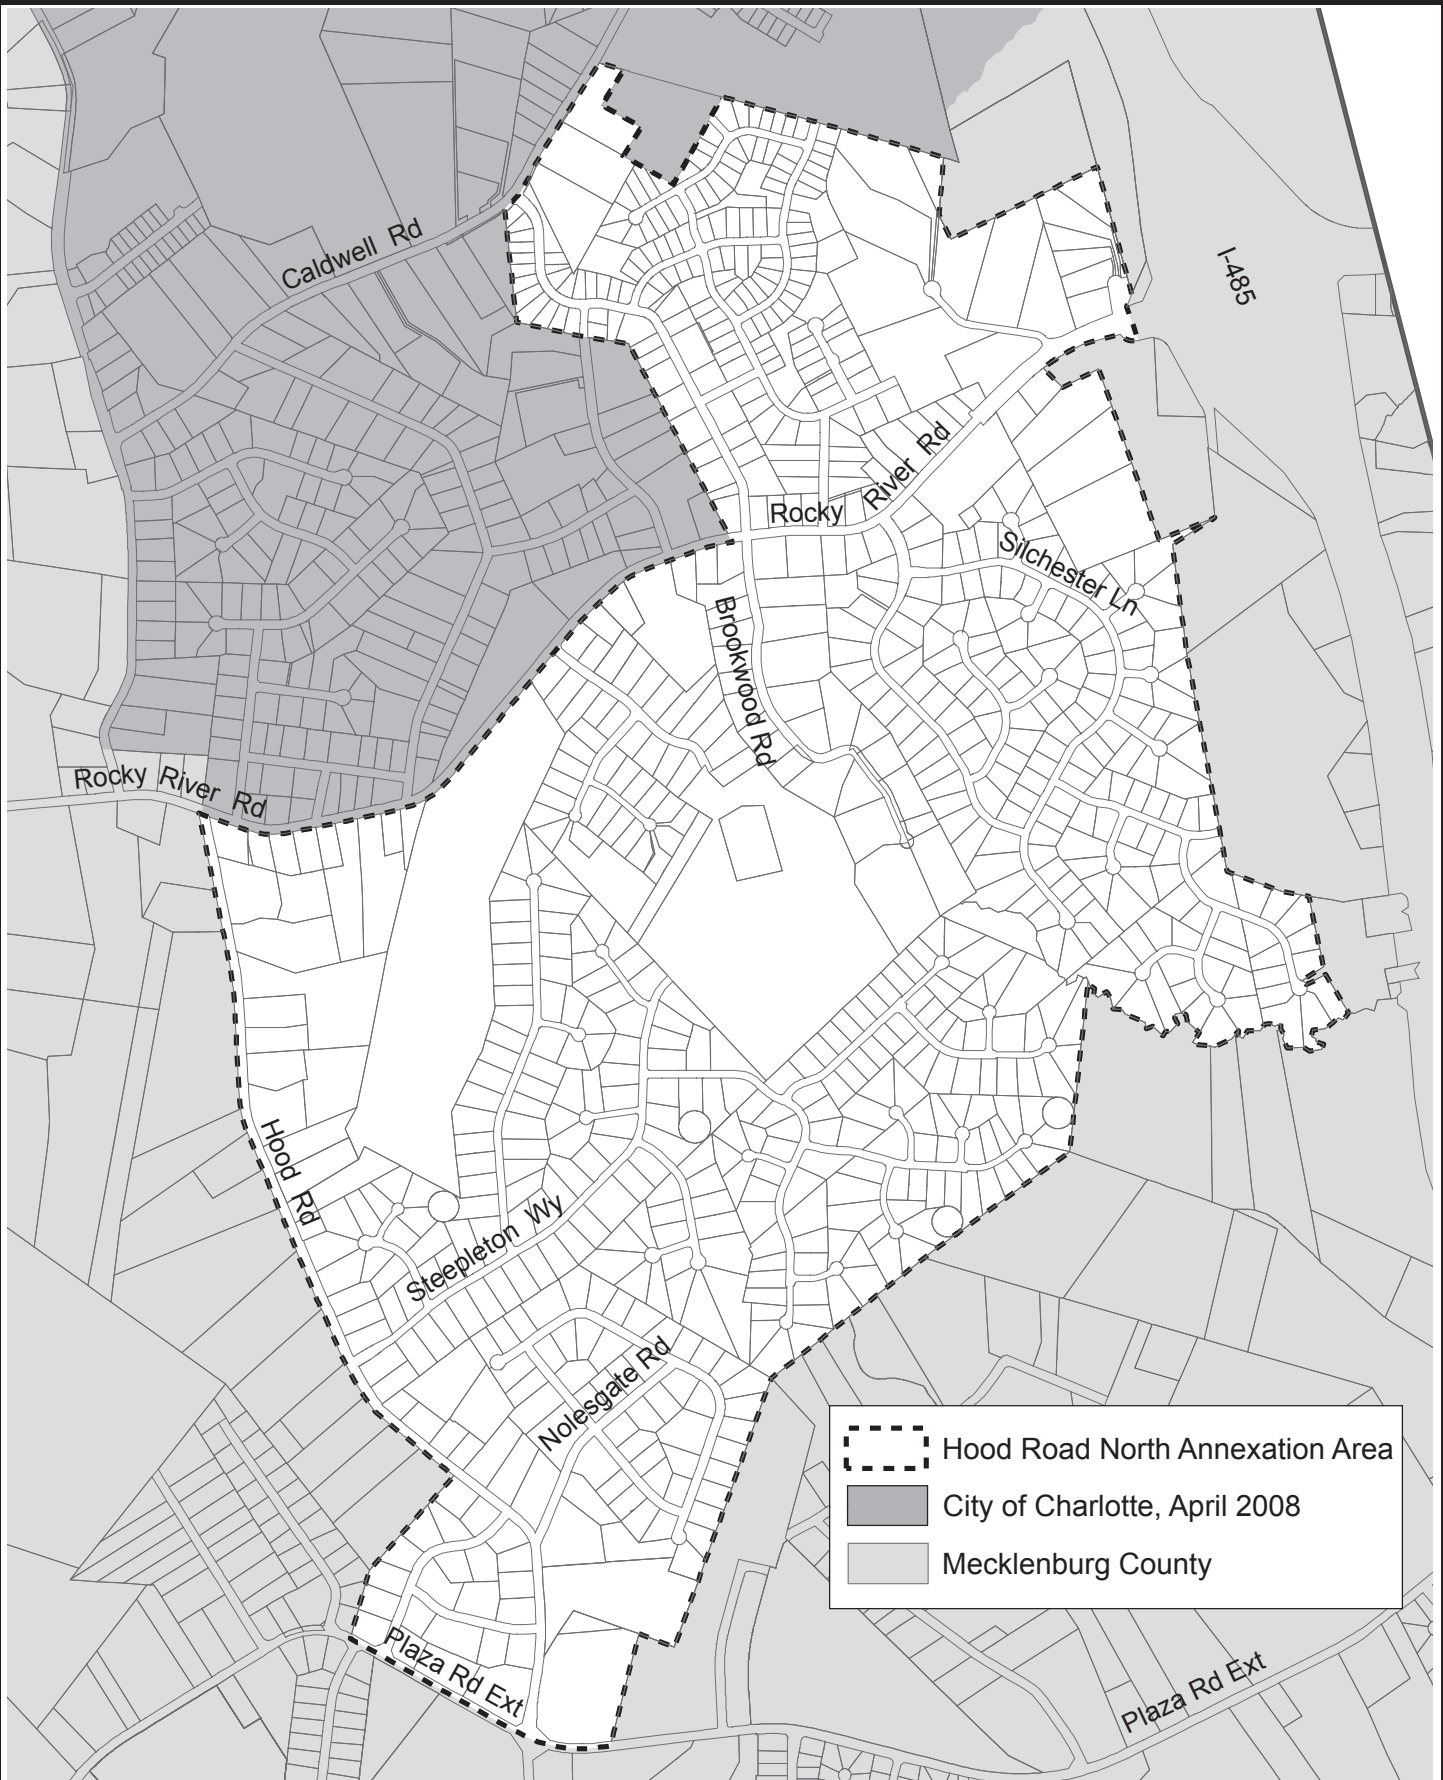 Caldwell Rd
I-485
Rocky River Rd
Silchester Ln
Brookwood Rd
Rocky River Rd
Hood Rd
Steepleton Wy
Nolesgate Rd
Hood Road North Annexation Area
City of Charlotte, April 2008
Mecklenburg County
Plaza Rd Ext
Plaza Rd Ext